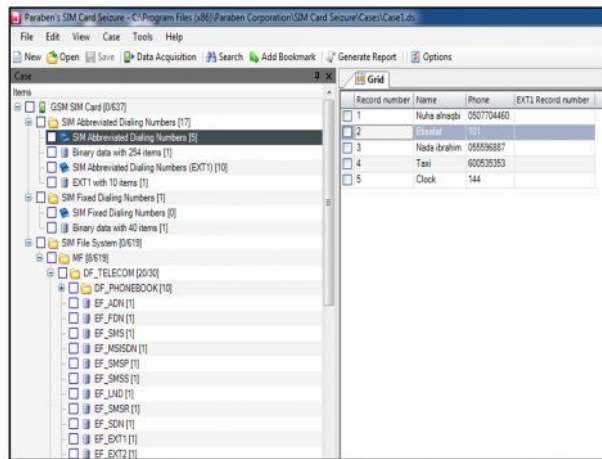 Paraben's SIM Card Seizure - C:\Program Files (x86)\Paraben Corporation\SIM Card Seizure\Cases\Case1.ds
File Edit View Case Tools Help
New Open Save Data Acquisition Search Add Bookmark Generate Report Options
Case
Items
GSM SIM Card [0/637]
SIM Abbreviated Dialing Numbers [17]
SIM Abbreviated Dialing Numbers [5]
Binary data with 254 items [1]
SIM Abbreviated Dialing Numbers (EXT1) [10]
EXT1 with 10 items [1]
SIM Fixed Dialing Numbers [1]
SIM Fixed Dialing Numbers [0]
Binary data with 40 items [1]
SIM File System [0/619]
MF [8/619]
DF_TELECOM [20/30]
DF_PHONEBOOK [10]
EF_ADN [1]
EF_FDN [1]
EF_SMS [1]
EF_MSISDN [1]
EF_SMSP [1]
EF_SMSS [1]
EF_LND [1]
EF_SMSR [1]
EF_SDN [1]
EF_EXT1 [1]
EF_EXT2 [1]
Grid
Record number Name Phone EXT1 Record number
1 Nuha alnaqbi 0507704460
2 Etisalat 101
3 Nada ibrahim 055596887
4 Taxi 600535353
5 Clock 144